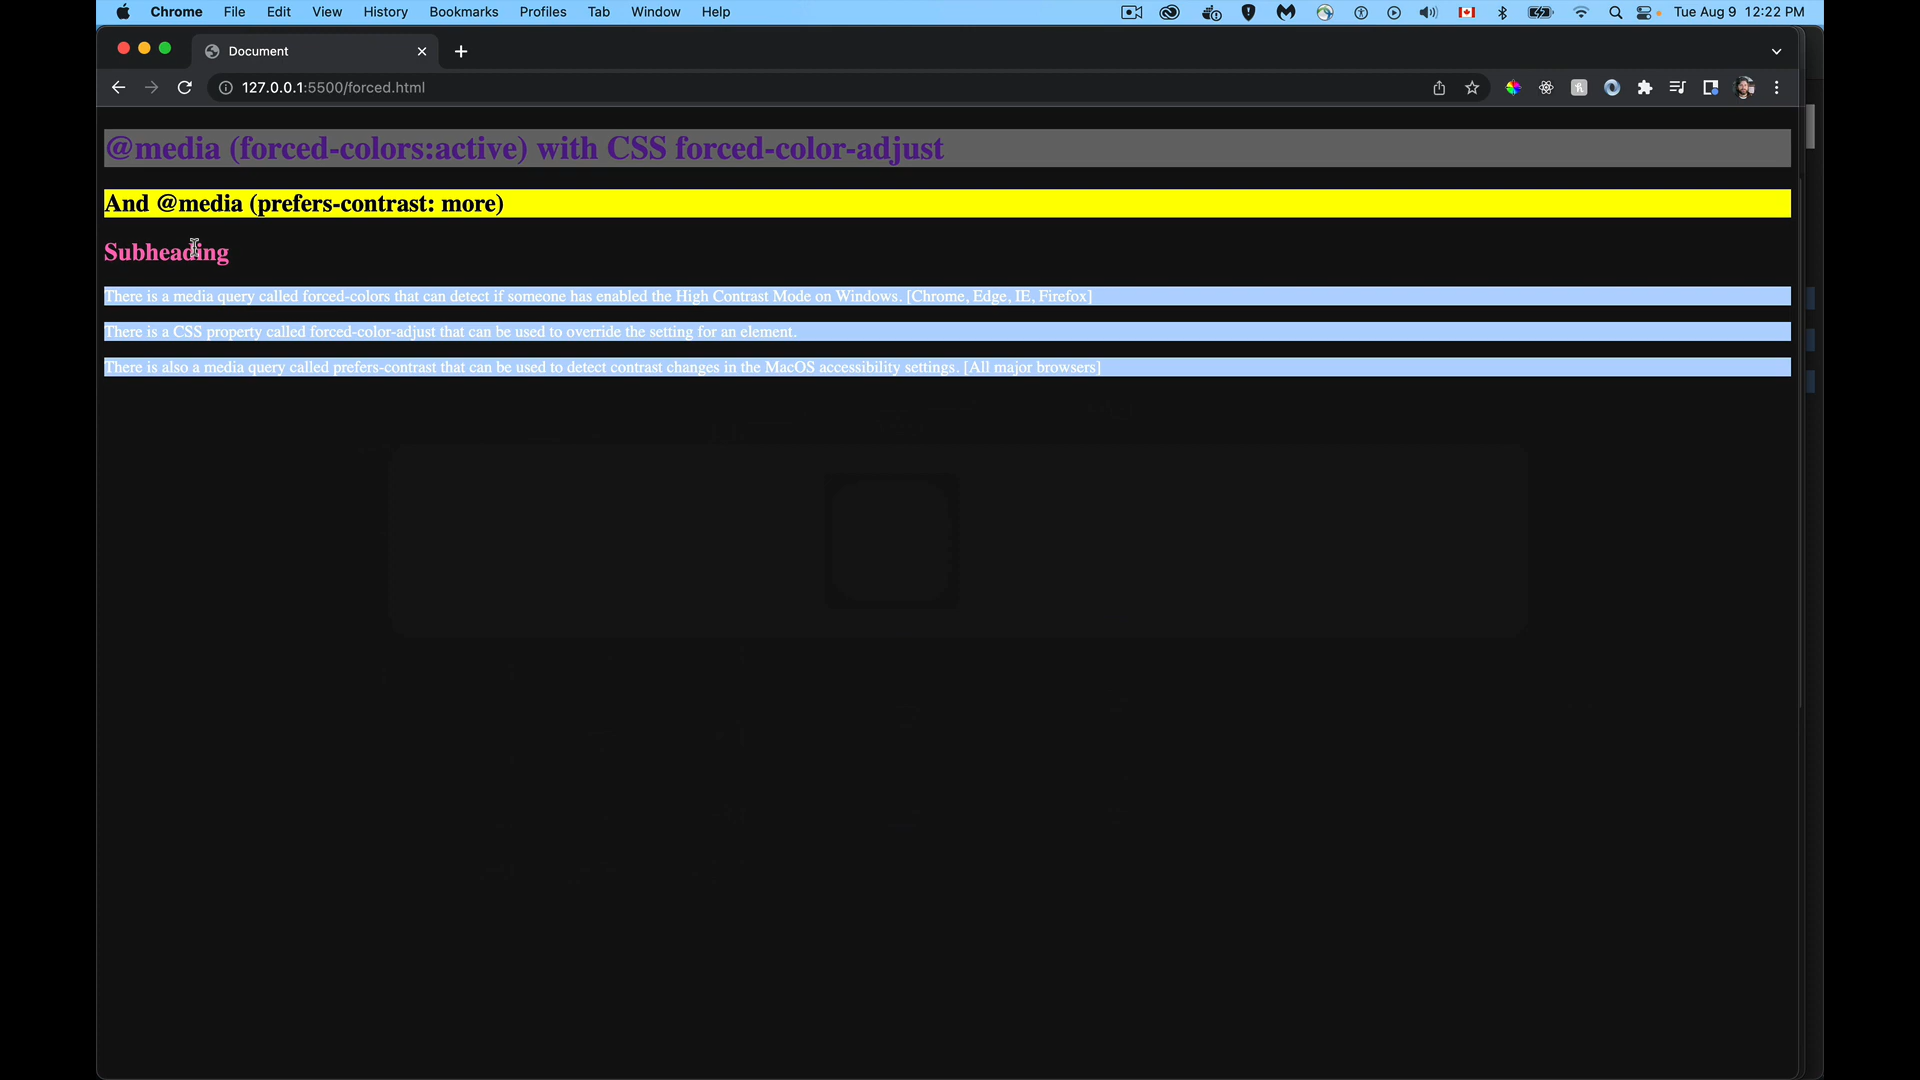 Chrome File Edit View History Bookmarks Profiles Tab Window Help Tue Aug 9 12:22 PM
Document
127.0.0.1:5500/forced.html
@media (forced-colors:active) with CSS forced-color-adjust
And @media (prefers-contrast: more)
Subheading
There is a media query called forced-colors that can detect if someone has enabled the High Contrast Mode on Windows. [Chrome, Edge, IE, Firefox]
There is a CSS property called forced-color-adjust that can be used to override the setting for an element.
There is also a media query called prefers-contrast that can be used to detect contrast changes in the MacOS accessibility settings. [All major browsers]